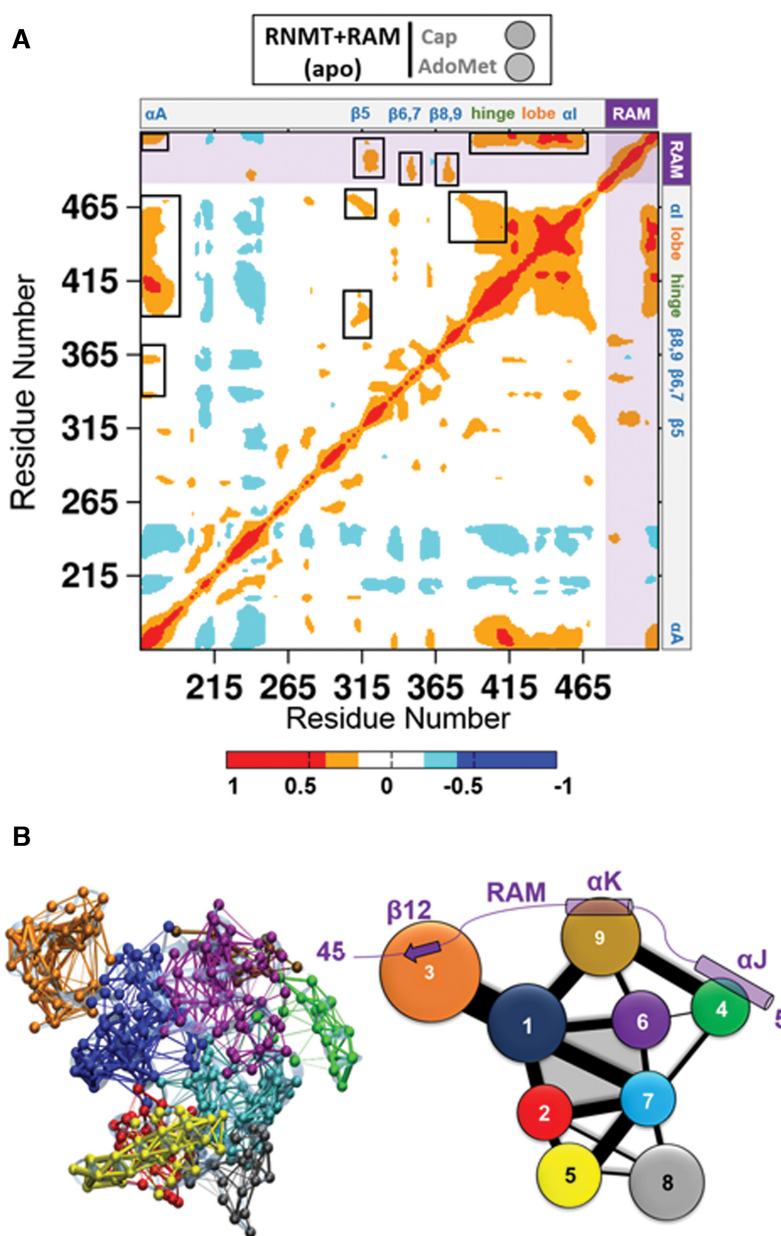 A
RNMT+RAM
(apo)
Cap
AdoMet
αA β5 β6,7 β8,9 hinge lobe αI RAM
RAM
αI lobe hinge β8,9 β6,7 β5 αA
Residue Number
465
415
365
315
265
215
215 265 315 365 415 465
Residue Number
1 0.5 0 -0.5 -1
B
RAM αK
β12
45
αJ
5
3
9
4
1
6
2
7
5
8